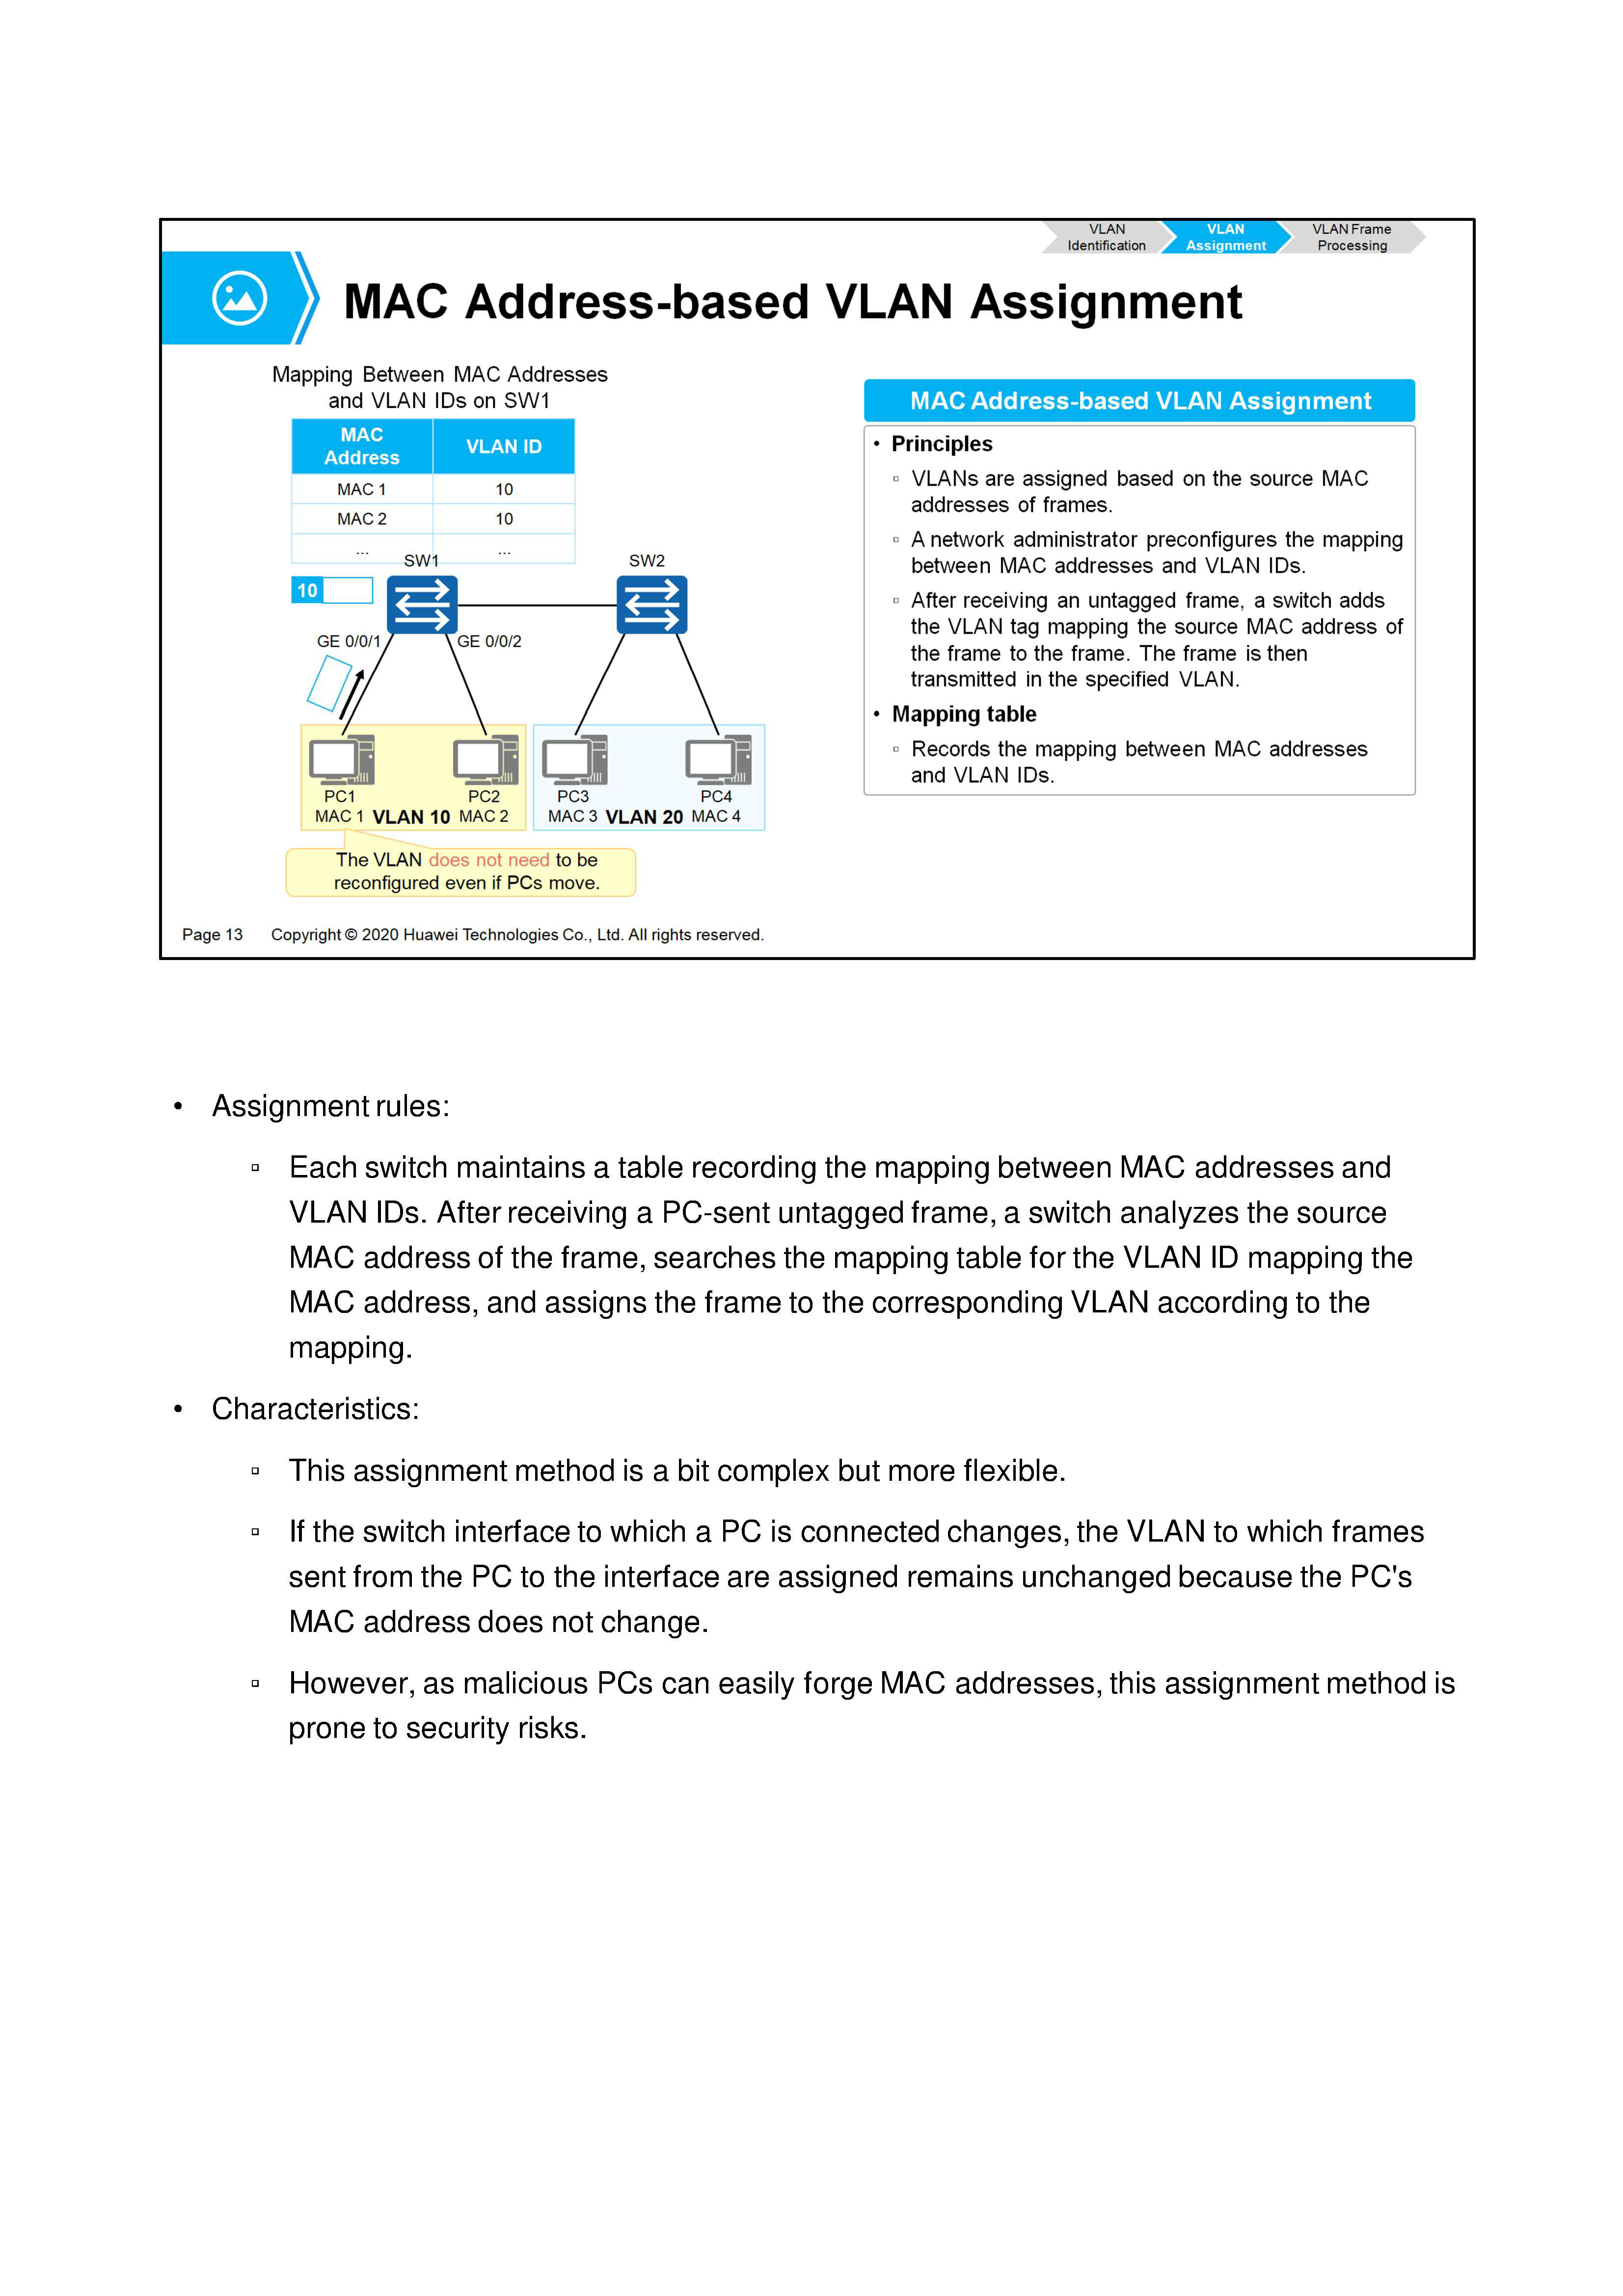 VLAN
Identification
VLAN
Assignment
VLAN Frame
Processing
MAC Address-based VLAN Assignment
Mapping Between MAC Addresses
and VLAN IDs on SW1
MAC
Address
VLAN ID
MAC 1
10
MAC 2
10
...
...
SW1
SW2
10
GE 0/0/1
GE 0/0/2
PC1
PC2
PC3
PC4
MAC 1
VLAN 10
MAC 2
MAC 3
VLAN 20
MAC 4
The VLAN does not need to be
reconfigured even if PCs move.
MAC Address-based VLAN Assignment
• Principles
▫ VLANs are assigned based on the source MAC
addresses of frames.
▫ A network administrator preconfigures the mapping
between MAC addresses and VLAN IDs.
▫ After receiving an untagged frame, a switch adds
the VLAN tag mapping the source MAC address of
the frame to the frame. The frame is then
transmitted in the specified VLAN.
• Mapping table
▫ Records the mapping between MAC addresses
and VLAN IDs.
Page 13 Copyright © 2020 Huawei Technologies Co., Ltd. All rights reserved.
• Assignment rules:
▫ Each switch maintains a table recording the mapping between MAC addresses and
VLAN IDs. After receiving a PC-sent untagged frame, a switch analyzes the source
MAC address of the frame, searches the mapping table for the VLAN ID mapping the
MAC address, and assigns the frame to the corresponding VLAN according to the
mapping.
• Characteristics:
▫ This assignment method is a bit complex but more flexible.
▫ If the switch interface to which a PC is connected changes, the VLAN to which frames
sent from the PC to the interface are assigned remains unchanged because the PC's
MAC address does not change.
▫ However, as malicious PCs can easily forge MAC addresses, this assignment method is
prone to security risks.